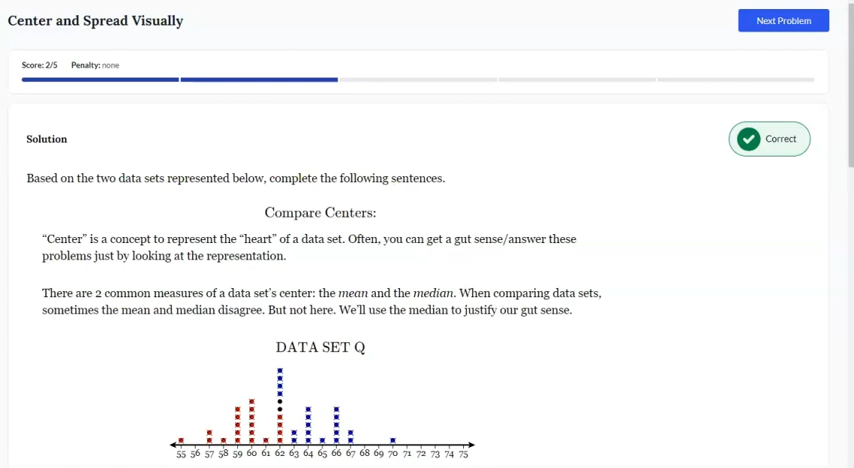 Center and Spread Visually
Next Problem
Score: 2/5 Penalty: none
Solution
Correct
Based on the two data sets represented below, complete the following sentences.
Compare Centers:
“Center” is a concept to represent the “heart” of a data set. Often, you can get a gut sense/answer these
problems just by looking at the representation.
There are 2 common measures of a data set’s center: the mean and the median. When comparing data sets,
sometimes the mean and median disagree. But not here. We’ll use the median to justify our gut sense.
DATA SET Q
55 56 57 58 59 60 61 62 63 64 65 66 67 68 69 70 71 72 73 74 75